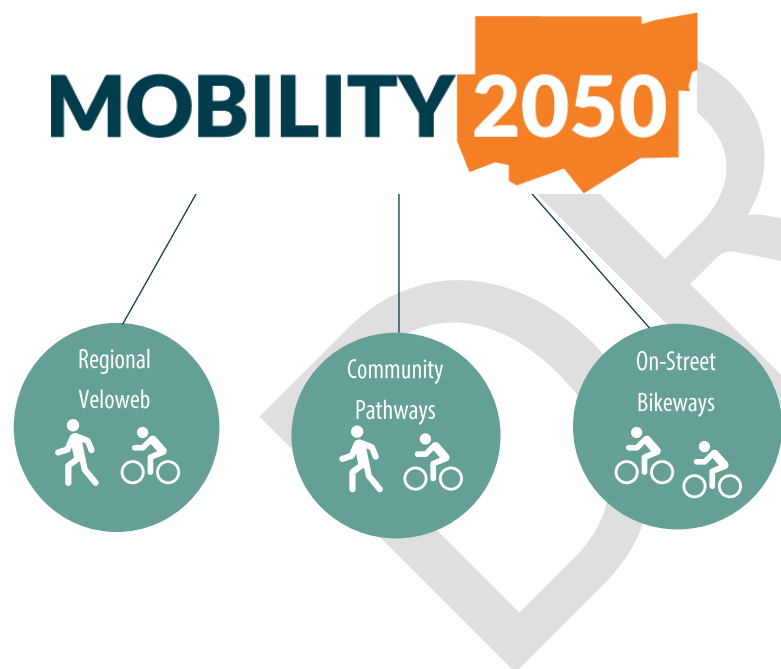 MOBILITY 2050
Regional
Veloweb
Community
Pathways
On-Street
Bikeways